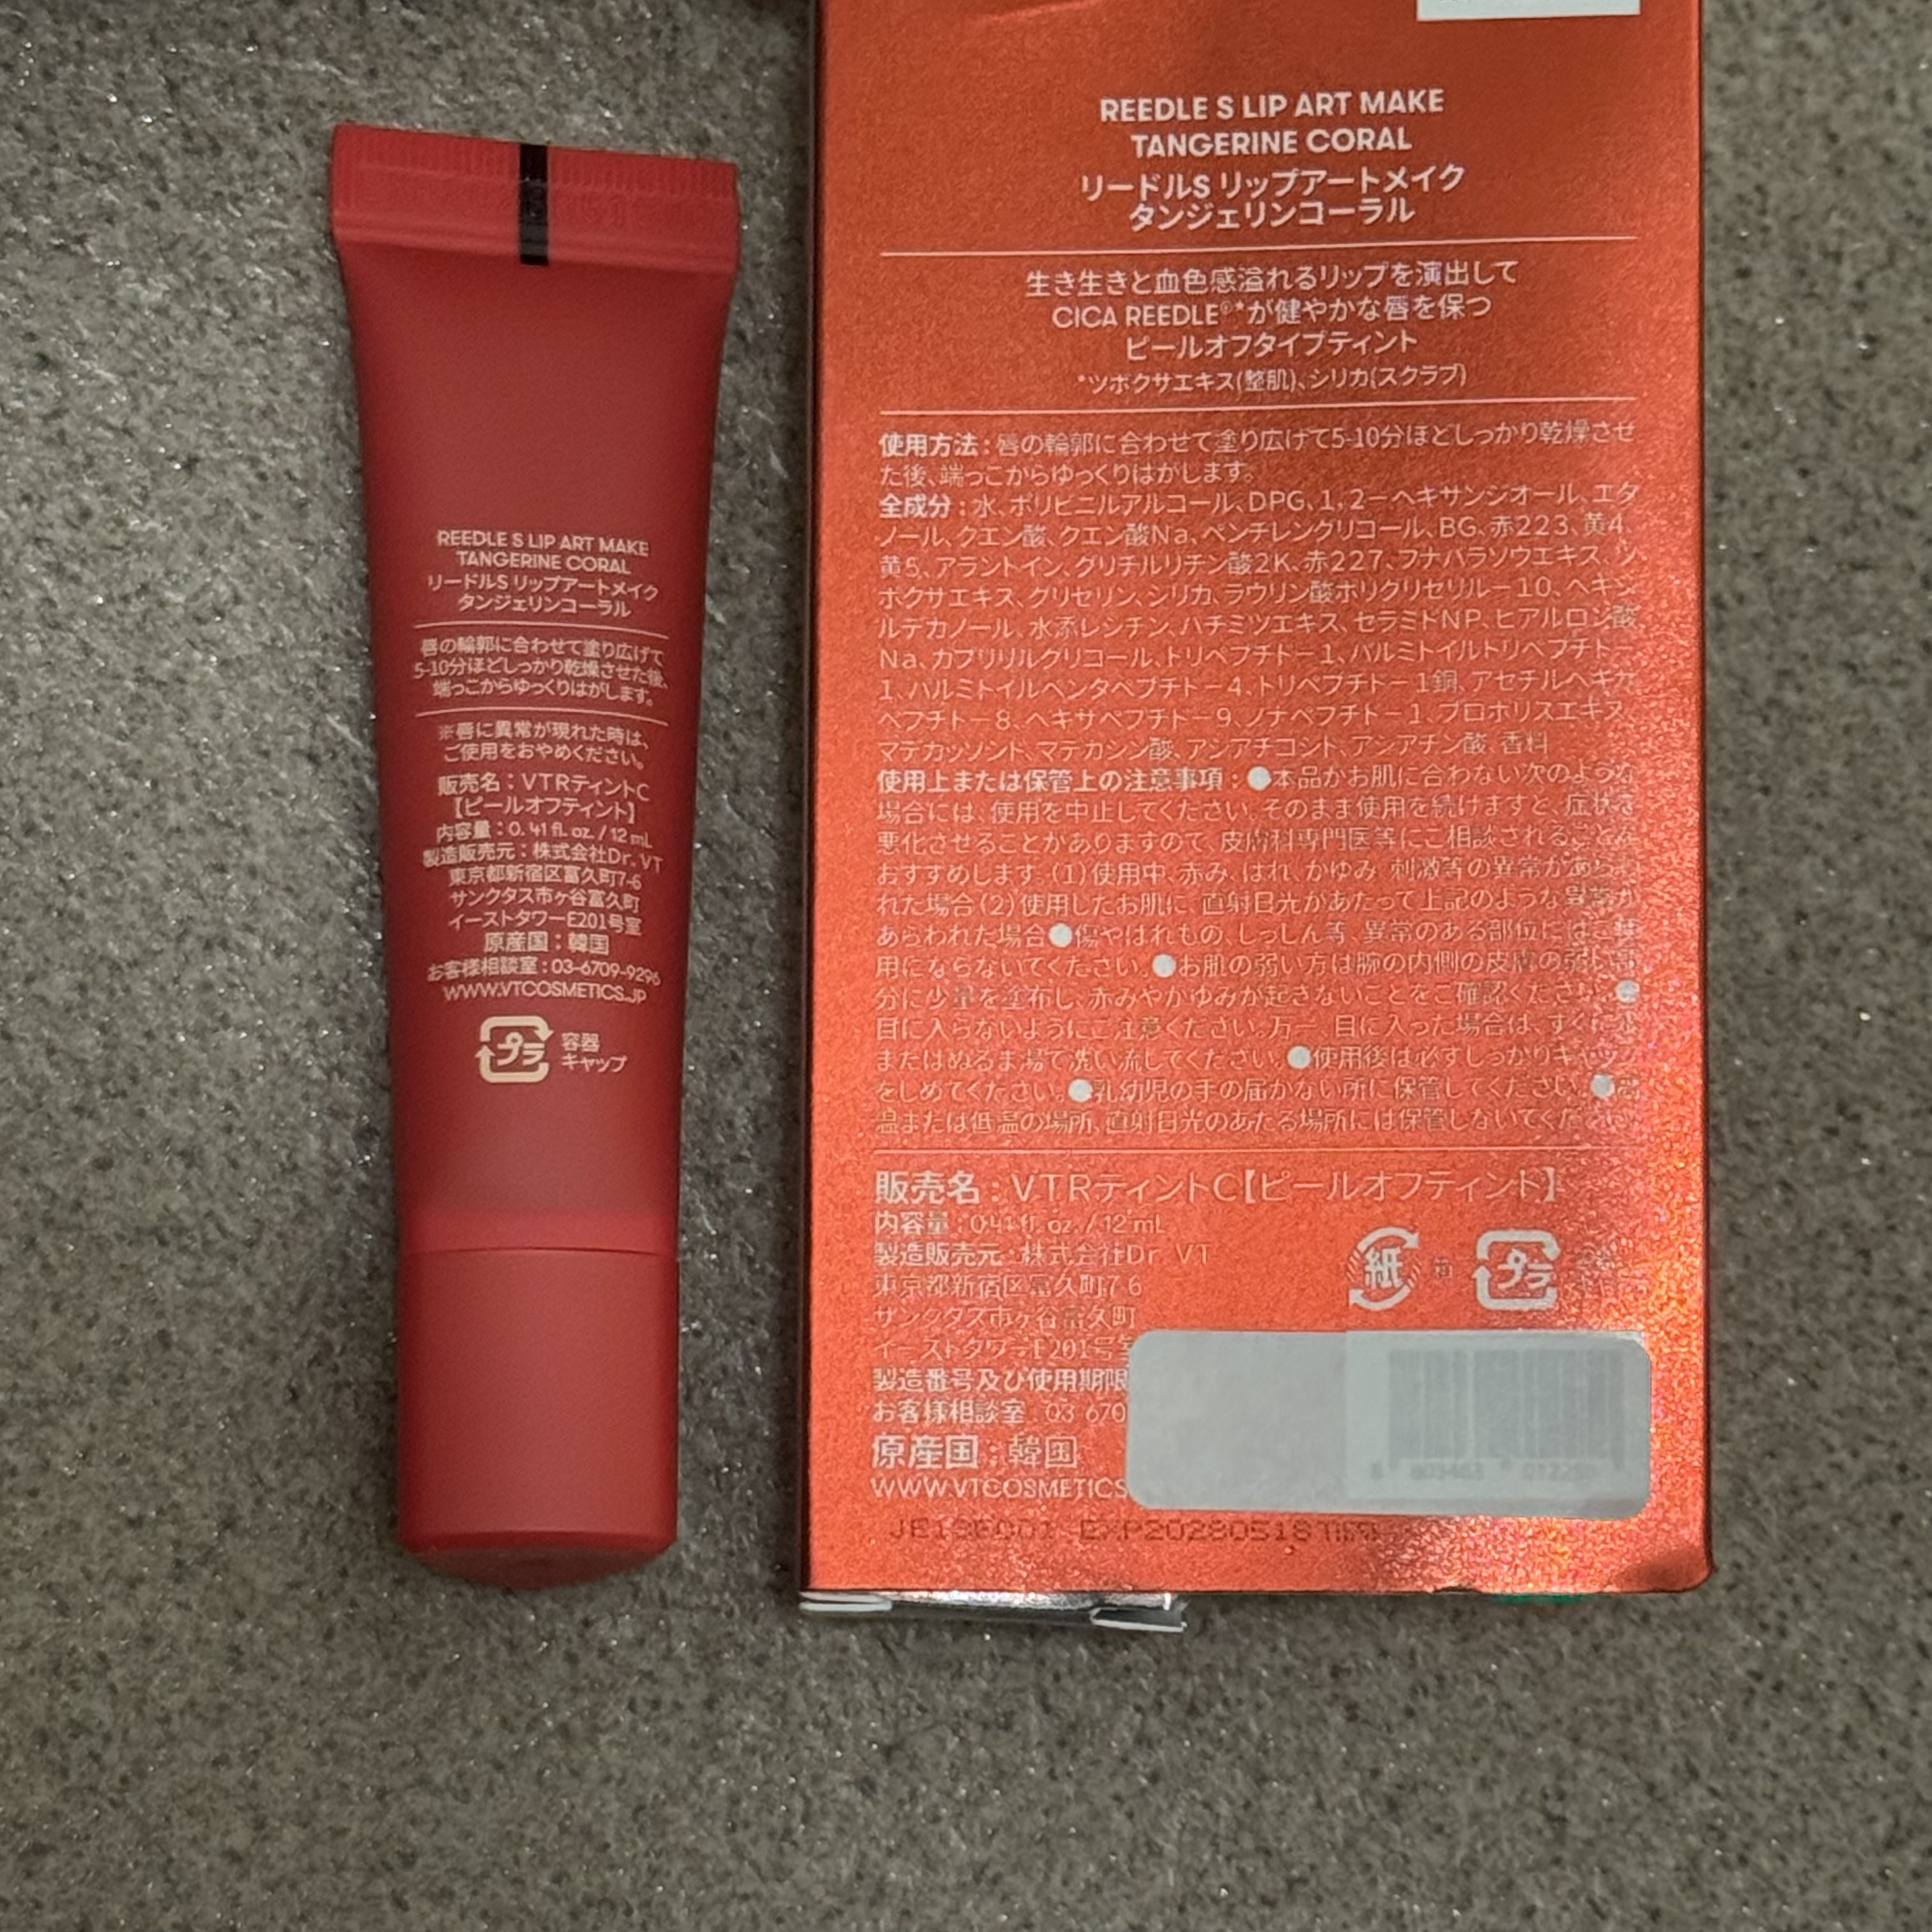 REEDLE S LIP ART MAKE
TANGERINE CORAL
リードルS リップアートメイク
タンジェリンコーラル
唇の輪郭に合わせて塗り広げて
5-10分ほどしっかり乾燥させた後、
端っこからゆっくりはがします。
※唇に異常が現れた時は、
ご使用をおやめください。
販売名：VTRティントC
【ピールオフティント】
内容量：0.41 fl. oz. / 12 mL
製造販売元：株式会社Dr. VT
東京都新宿区富久町7-6
サンクタス市ヶ谷富久町
イーストタワーE201号室
原産国：韓国
お客様相談室：03-6709-9296
WWW.VTCOSMETICS.JP
プラ 容器
キャップ
REEDLE S LIP ART MAKE
TANGERINE CORAL
リードルS リップアートメイク
タンジェリンコーラル
生き生きと血色感溢れるリップを演出して
CICA REEDLE®*が健やかな唇を保つ
ピールオフタイプティント
*ツボクサエキス(整肌)、シリカ(スクラブ)
使用方法：唇の輪郭に合わせて塗り広げて5-10分ほどしっかり乾燥させ
た後、端っこからゆっくりはがします。
全成分：水、ポリビニルアルコール、DPG、1，2－ヘキサンジオール、エタ
ノール、クエン酸、クエン酸Na、ペンチレングリコール、BG、赤223、黄4、
黄5、アラントイン、グリチルリチン酸2K、赤227、フナバラソウエキス、ツ
ボクサエキス、グリセリン、シリカ、ラウリン酸ポリグリセリル－10、ヘキシ
ルデカノール、水添レシチン、ハチミツエキス、セラミドNP、ヒアルロン酸
Na、カプリリルグリコール、トリペプチド－1、パルミトイルトリペプチド－
1、パルミトイルペンタペプチド－4、トリペプチド－1銅、アセチルヘキサ
ペプチド－8、ヘキサペプチド－9、ノナペプチド－1、プロポリスエキス、
マデカッソシド、マデカシン酸、アシアチコシド、アシアチン酸、香料
使用上または保管上の注意事項：●本品がお肌に合わない次のような
場合には、使用を中止してください。そのまま使用を続けますと、症状を
悪化させることがありますので、皮膚科専門医等にご相談されることを
おすすめします。(1)使用中、赤み、はれ、かゆみ、刺激等の異常があらわ
れた場合(2)使用したお肌に、直射日光があたって上記のような異常が
あらわれた場合●傷やはれもの、しっしん等、異常のある部位にはご使
用にならないでください。●お肌の弱い方は腕の内側の皮膚の弱い部
分に少量を塗布し、赤みやかゆみが起きないことをご確認ください。●
目に入らないようにご注意ください。万一、目に入った場合は、すぐに水
またはぬるま湯で洗い流してください。●使用後は必ずしっかりキャップ
をしめてください。●乳幼児の手の届かない所に保管してください。●高
温または低温の場所、直射日光のあたる場所には保管しないでください。
販売名：VTRティントC【ピールオフティント】
内容量：0.41 fl. oz. / 12 mL
製造販売元：株式会社Dr. VT
東京都新宿区富久町7-6
サンクタス市ヶ谷富久町
イーストタワーE201号室
紙 箱 プラ
製造番号及び使用期限
お客様相談室：03-670
原産国：韓国
WWW.VTCOSMETICS
EXP20280518